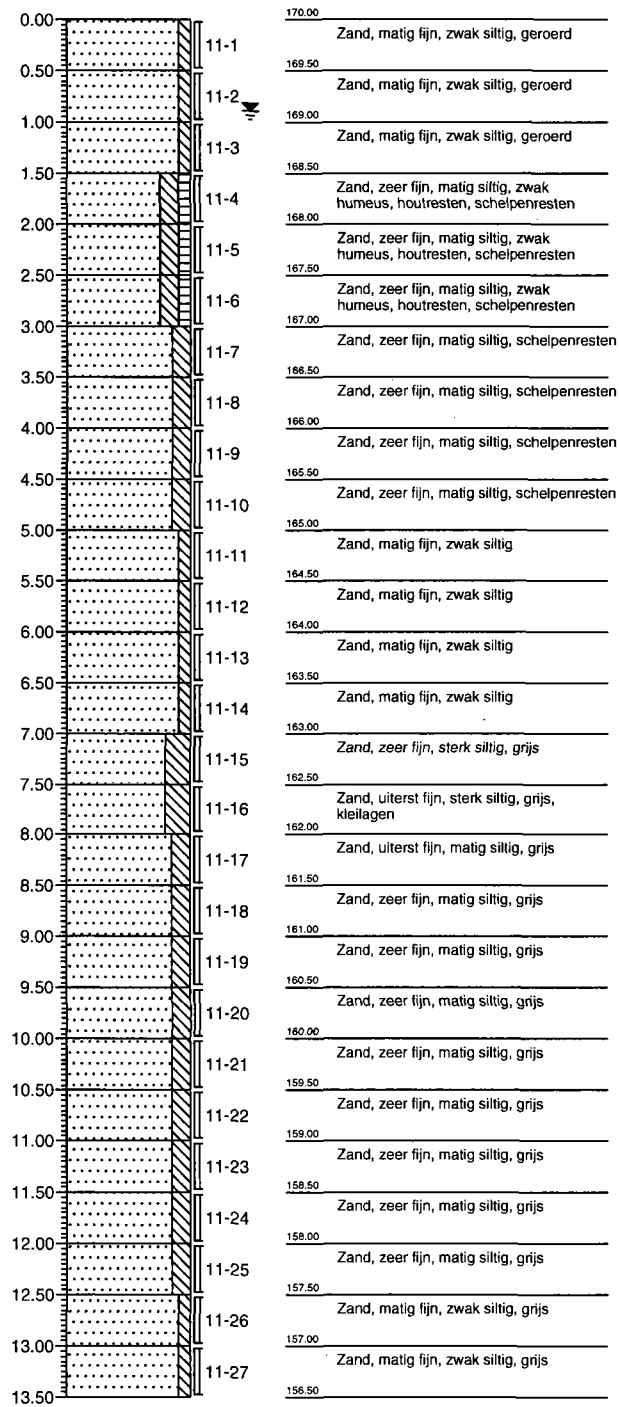 0.00
170.00
11-1
Zand, matig fijn, zwak siltig, geroerd
0.50
169.50
11-2
Zand, matig fijn, zwak siltig, geroerd
1.00
169.00
11-3
Zand, matig fijn, zwak siltig, geroerd
1.50
168.50
11-4
Zand, zeer fijn, matig siltig, zwak
humeus, houtresten, schelpenresten
2.00
168.00
11-5
Zand, zeer fijn, matig siltig, zwak
humeus, houtresten, schelpenresten
2.50
167.50
11-6
Zand, zeer fijn, matig siltig, zwak
humeus, houtresten, schelpenresten
3.00
167.00
11-7
Zand, zeer fijn, matig siltig, schelpenresten
3.50
166.50
11-8
Zand, zeer fijn, matig siltig, schelpenresten
4.00
166.00
11-9
Zand, zeer fijn, matig siltig, schelpenresten
4.50
165.50
11-10
Zand, zeer fijn, matig siltig, schelpenresten
5.00
165.00
11-11
Zand, matig fijn, zwak siltig
5.50
164.50
11-12
Zand, matig fijn, zwak siltig
6.00
164.00
11-13
Zand, matig fijn, zwak siltig
6.50
163.50
11-14
Zand, matig fijn, zwak siltig
7.00
163.00
11-15
Zand, zeer fijn, sterk siltig, grijs
7.50
162.50
11-16
Zand, uiterst fijn, sterk siltig, grijs,
kleilagen
8.00
162.00
11-17
Zand, uiterst fijn, matig siltig, grijs
8.50
161.50
11-18
Zand, zeer fijn, matig siltig, grijs
9.00
161.00
11-19
Zand, zeer fijn, matig siltig, grijs
9.50
160.50
11-20
Zand, zeer fijn, matig siltig, grijs
10.00
160.00
11-21
Zand, zeer fijn, matig siltig, grijs
10.50
159.50
11-22
Zand, zeer fijn, matig siltig, grijs
11.00
159.00
11-23
Zand, zeer fijn, matig siltig, grijs
11.50
158.50
11-24
Zand, zeer fijn, matig siltig, grijs
12.00
158.00
11-25
Zand, zeer fijn, matig siltig, grijs
12.50
157.50
11-26
Zand, matig fijn, zwak siltig, grijs
13.00
157.00
11-27
Zand, matig fijn, zwak siltig, grijs
13.50
156.50